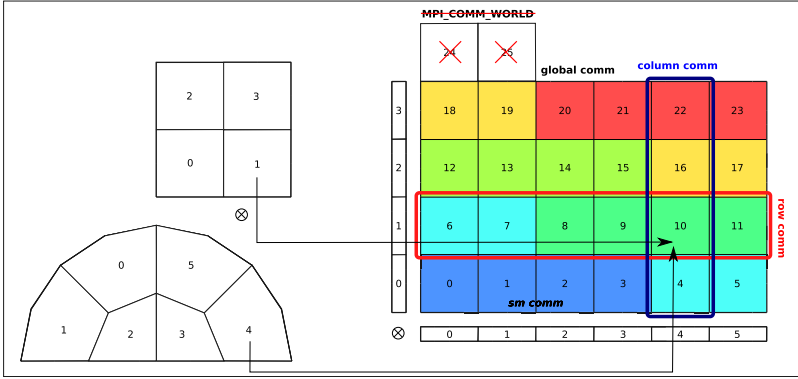 MPI_COMM_WORLD
24 25
global comm
column comm
2 3
0 1
3 18 19 20 21 22 23
2 12 13 14 15 16 17
1 6 7 8 9 10 11
row comm
0 0 1 2 3 4 5
sm comm
0 1 2 3 4 5
0 5
1 2 3 4